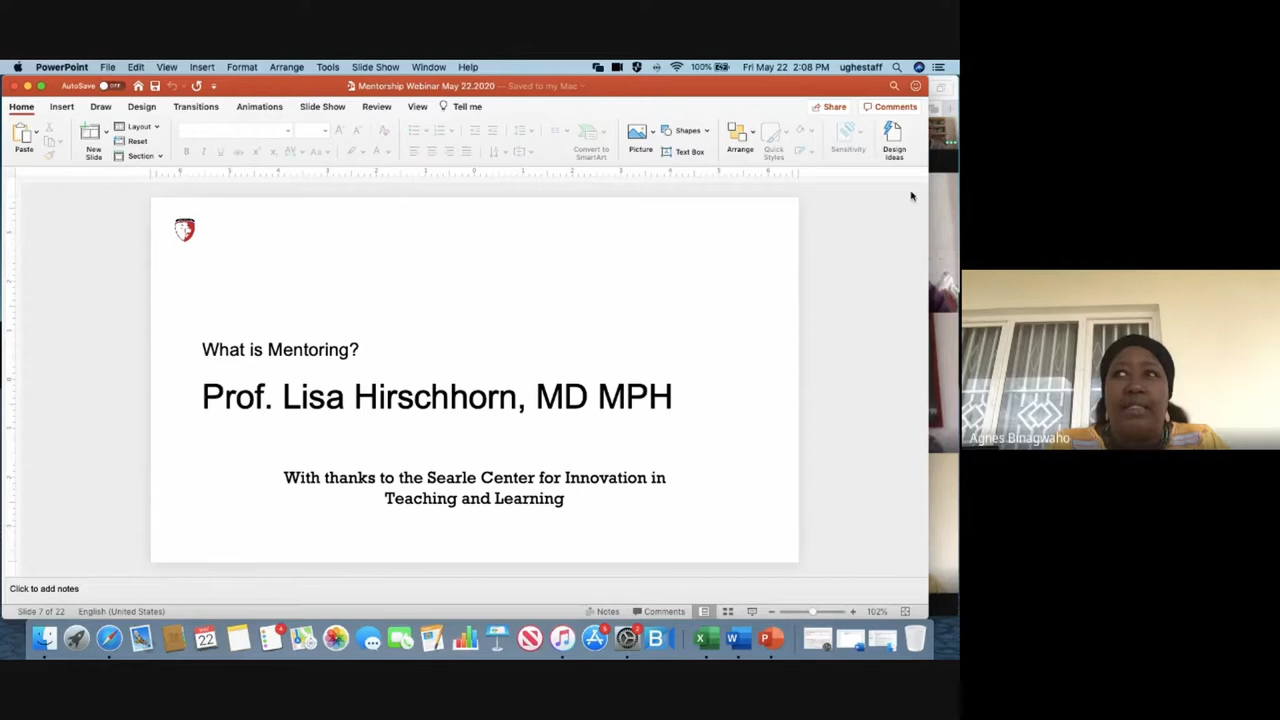 PowerPoint File Edit View Insert Format Arrange Tools Slide Show Window Help 100% Fri May 22 2:08 PM ughestaff
AutoSave OFF Mentorship Webinar May 22.2020 – Saved to my Mac
Home Insert Draw Design Transitions Animations Slide Show Review View Tell me Share Comments
Paste New Slide Layout Reset Section Convert to SmartArt Picture Shapes Text Box Arrange Quick Styles Sensitivity Design Ideas
What is Mentoring?
Prof. Lisa Hirschhorn, MD MPH
With thanks to the Searle Center for Innovation in
Teaching and Learning
Agnes Binagwaho
Click to add notes
Slide 7 of 22 English (United States) Notes Comments 102%